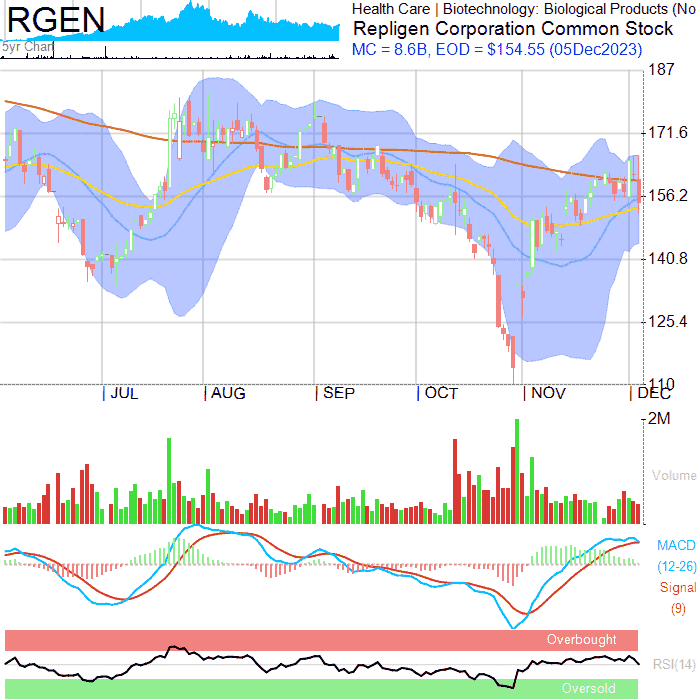 RGEN
5yr Chart
Health Care | Biotechnology: Biological Products (No
Repligen Corporation Common Stock
MC = 8.6B, EOD = $154.55 (05Dec2023)
187
171.6
156.2
140.8
125.4
110
JUL
AUG
SEP
OCT
NOV
DEC
2M
Volume
MACD
(12-26)
Signal
(9)
Overbought
RSI(14)
Oversold